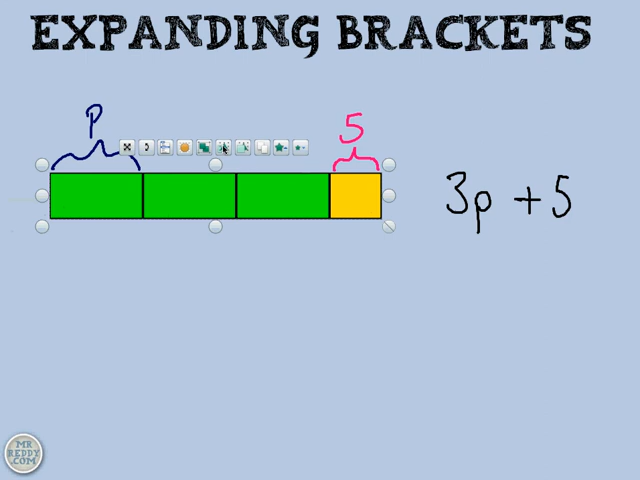 EXPANDING BRACKETS
p
5
3p + 5
MR
REDDY
.COM